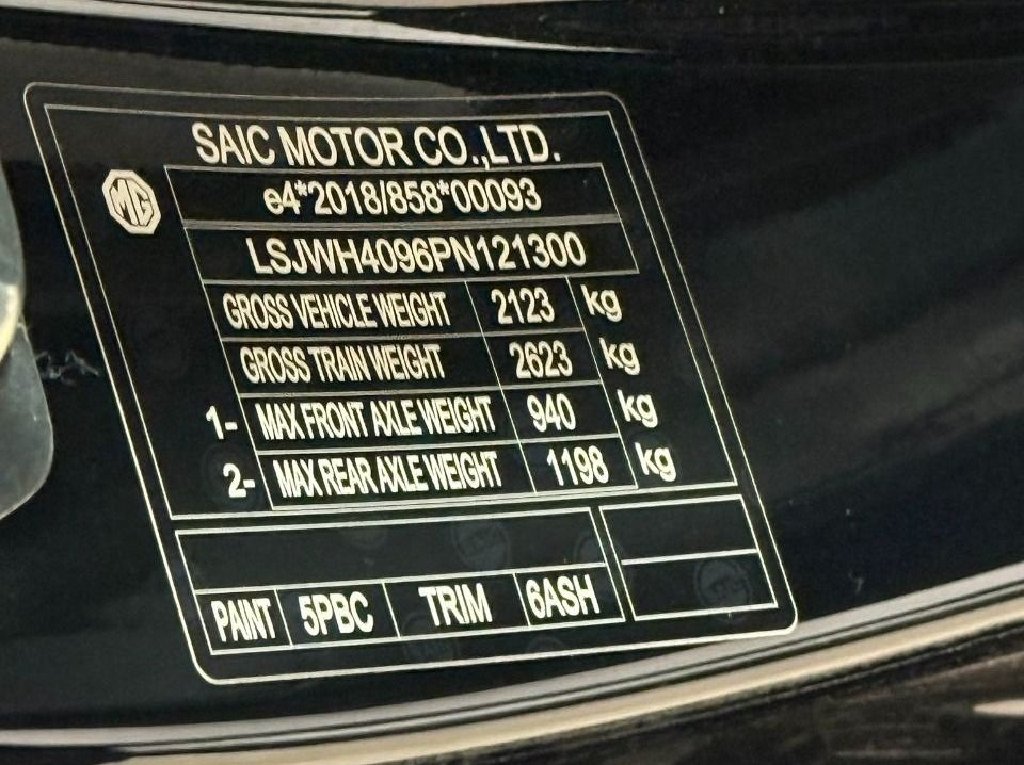 SAIC MOTOR CO.,LTD.
MG
e4*2018/858*00093
LSJWH4096PN121300
GROSS VEHICLE WEIGHT 2123 kg
GROSS TRAIN WEIGHT 2623 kg
1- MAX FRONT AXLE WEIGHT 940 kg
2- MAX REAR AXLE WEIGHT 1198 kg
PAINT 5PBC TRIM 6ASH